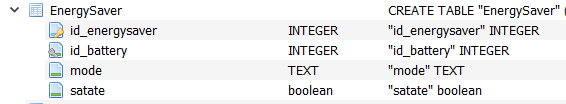 EnergySaver CREATE TABLE "EnergySaver" (
id_energysaver INTEGER "id_energysaver" INTEGER
id_battery INTEGER "id_battery" INTEGER
mode TEXT "mode" TEXT
satate boolean "satate" boolean